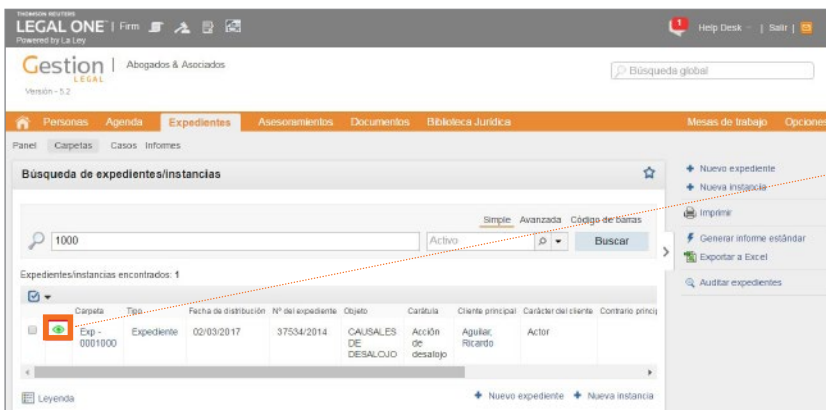 THOMSON REUTERS
LEGAL ONE™ | Firm
Powered by La Ley
1 Help Desk | Salir |
Gestion | Abogados & Asociados
LEGAL
Versión - 5.2
Búsqueda global
Personas Agenda Expedientes Asesoramientos Documentos Biblioteca Jurídica Mesas de trabajo Opciones
Panel Carpetas Casos Informes
Búsqueda de expedientes/instancias
Nuevo expediente
Nueva instancia
Imprimir
Generar informe estándar
Exportar a Excel
Auditar expedientes
Simple Avanzada Código de barras
1000 Activo Buscar
Expedientes/instancias encontrados: 1
Carpeta Tipo Fecha de distribución Nº del expediente Objeto Carátula Cliente principal Carácter del cliente Contrario princip
Exp - Expediente 02/03/2017 37534/2014 CAUSALES Acción Aguilar, Actor
0001000 DE de Ricardo
DESALOJO desalojo
Leyenda Nuevo expediente Nueva instancia